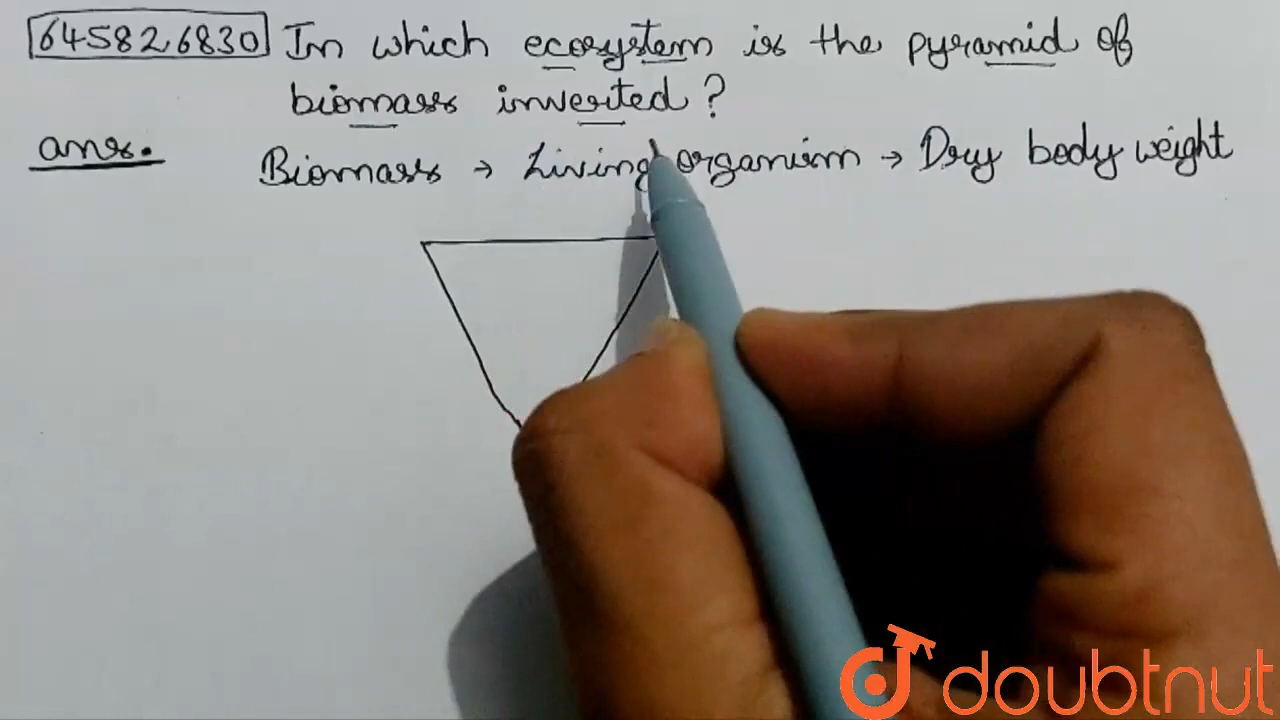 645826830 In which ecosystem is the pyramid of
biomass inverted ?
ans.
Biomass → Living organism → Dry body weight
doubtnut